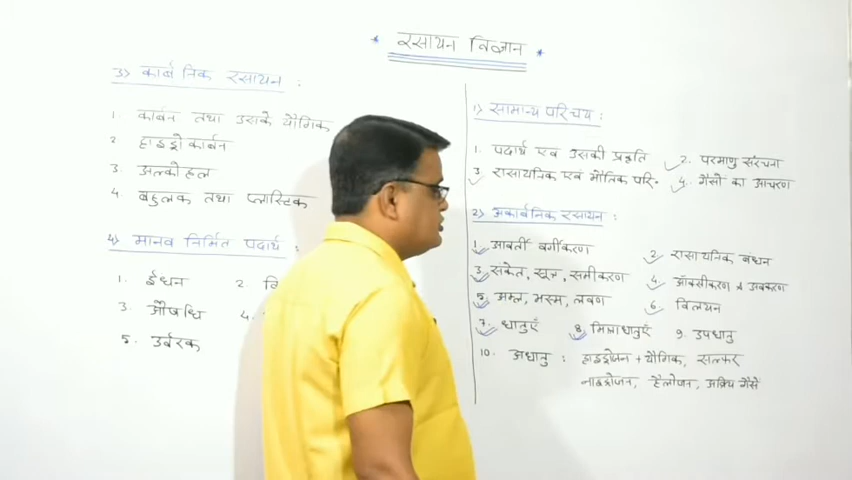 * रसायन विज्ञान *
3) कार्बनिक रसायन :
1 कार्बन तथा उसके यौगिक
2 हाइड्रोकार्बन
3. अल्कोहल
4. बहुलक तथा प्लास्टिक
4) मानव निर्मित पदार्थ :
1. ईंधन 2.
3. औषधि 4.
5. उर्वरक
1) सामान्य परिचय :
1. पदार्थ एवं उसकी प्रकृति 2. परमाणु संरचना
3. रासायनिक एवं भौतिक परि॰ 4. गैसों का आचरण
2) अकार्बनिक रसायन :
1. आवर्ती वर्गीकरण 2. रासायनिक बंधन
3. संकेत, सूत्र, समीकरण 4. ऑक्सीकरण व अवकरण
5. अम्ल, भस्म, लवण 6. विलयन
7. धातुएँ 8. मिश्रधातुएँ 9. उपधातु
10. अधातु : हाइड्रोजन + यौगिक, सल्फर
नाइट्रोजन, हैलोजन, अक्रिय गैसें